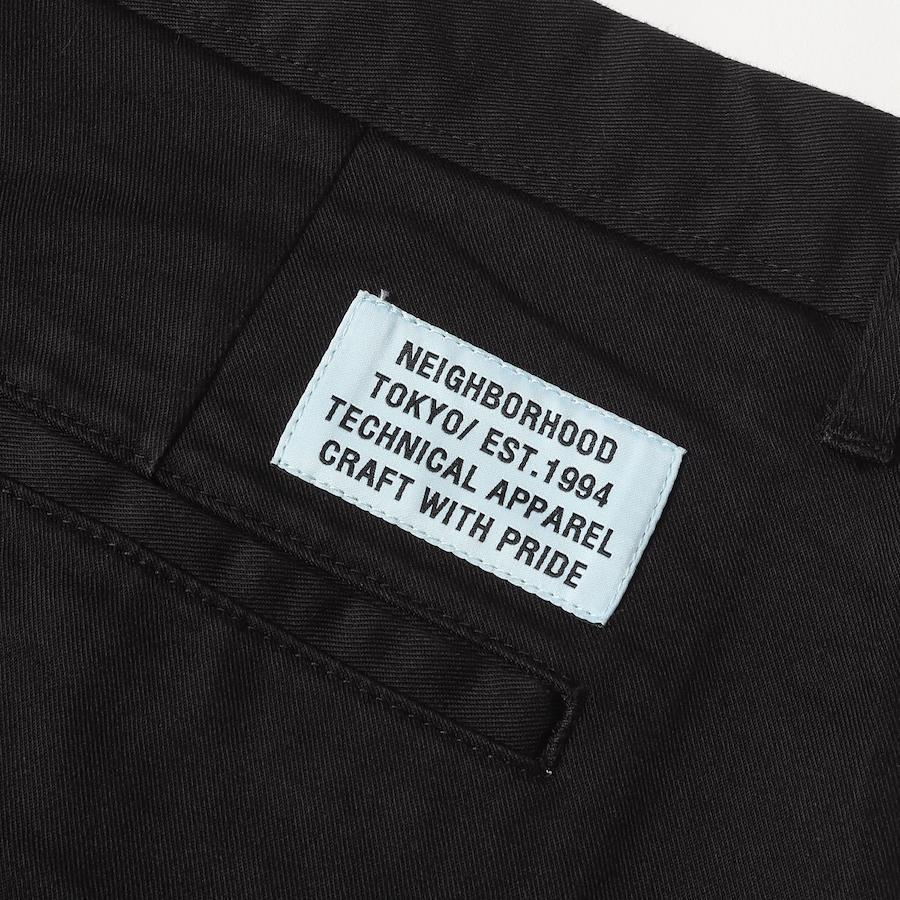 NEIGHBORHOOD
TOKYO/ EST.1994
TECHNICAL APPAREL
CRAFT WITH PRIDE